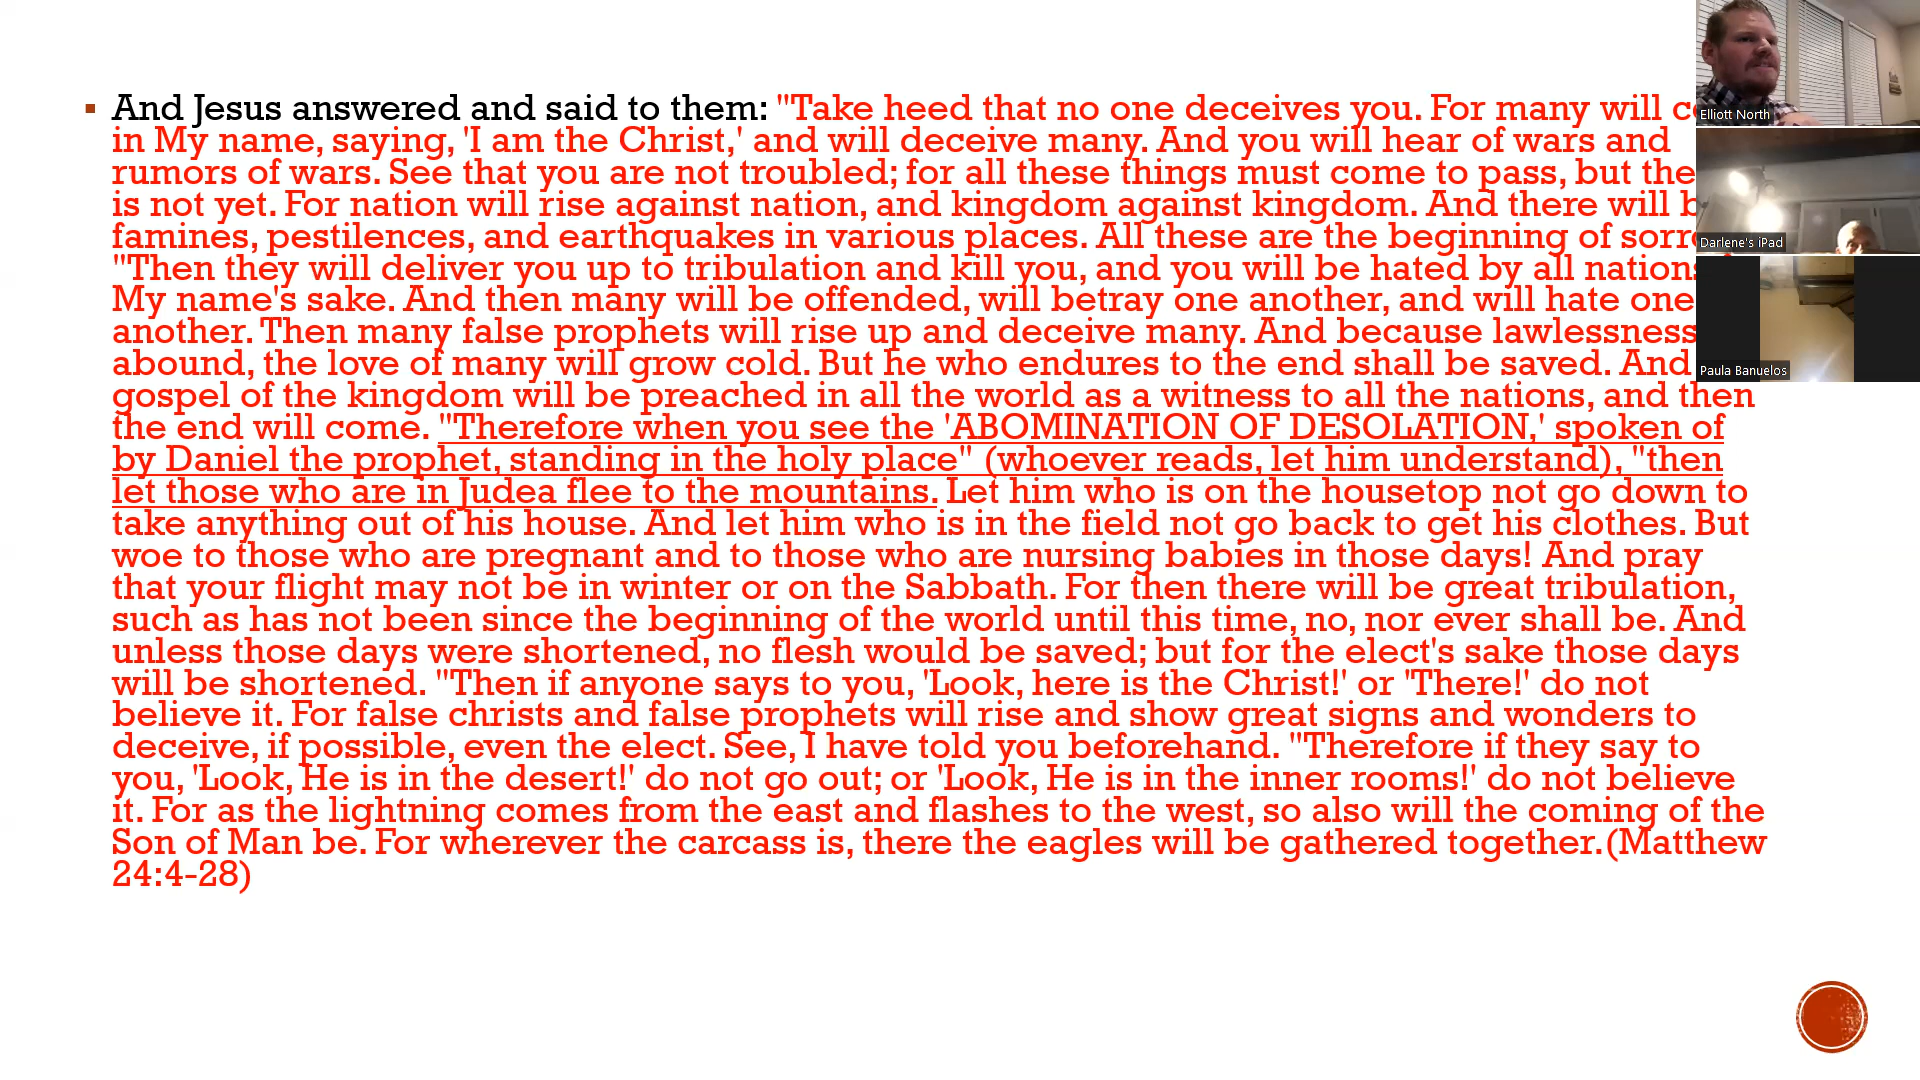 And Jesus answered and said to them: "Take heed that no one deceives you. For many will
in My name, saying, 'I am the Christ,' and will deceive many. And you will hear of wars and
rumors of wars. See that you are not troubled; for all these things must come to pass, but
is not yet. For nation will rise against nation, and kingdom against kingdom. And there will
famines, pestilences, and earthquakes in various places. All these are the beginning of
"Then they will deliver you up to tribulation and kill you, and you will be hated by all
My name's sake. And then many will be offended, will betray one another, and will hate one
another. Then many false prophets will rise up and deceive many. And because lawlessness
abound, the love of many will grow cold. But he who endures to the end shall be saved. And
gospel of the kingdom will be preached in all the world as a witness to all the nations, and then
the end will come. "Therefore when you see the 'ABOMINATION OF DESOLATION,' spoken of
by Daniel the prophet, standing in the holy place" (whoever reads, let him understand), "then
let those who are in Judea flee to the mountains. Let him who is on the housetop not go down to
take anything out of his house. And let him who is in the field not go back to get his clothes. But
woe to those who are pregnant and to those who are nursing babies in those days! And pray
that your flight may not be in winter or on the Sabbath. For then there will be great tribulation,
such as has not been since the beginning of the world until this time, no, nor ever shall be. And
unless those days were shortened, no flesh would be saved; but for the elect's sake those days
will be shortened. "Then if anyone says to you, 'Look, here is the Christ!' or 'There!' do not
believe it. For false christs and false prophets will rise and show great signs and wonders to
deceive, if possible, even the elect. See, I have told you beforehand. "Therefore if they say to
you, 'Look, He is in the desert!' do not go out; or 'Look, He is in the inner rooms!' do not believe
it. For as the lightning comes from the east and flashes to the west, so also will the coming of the
Son of Man be. For wherever the carcass is, there the eagles will be gathered together.(Matthew
24:4-28)
Elliott North
Darlene's iPad
Paula Banuelos